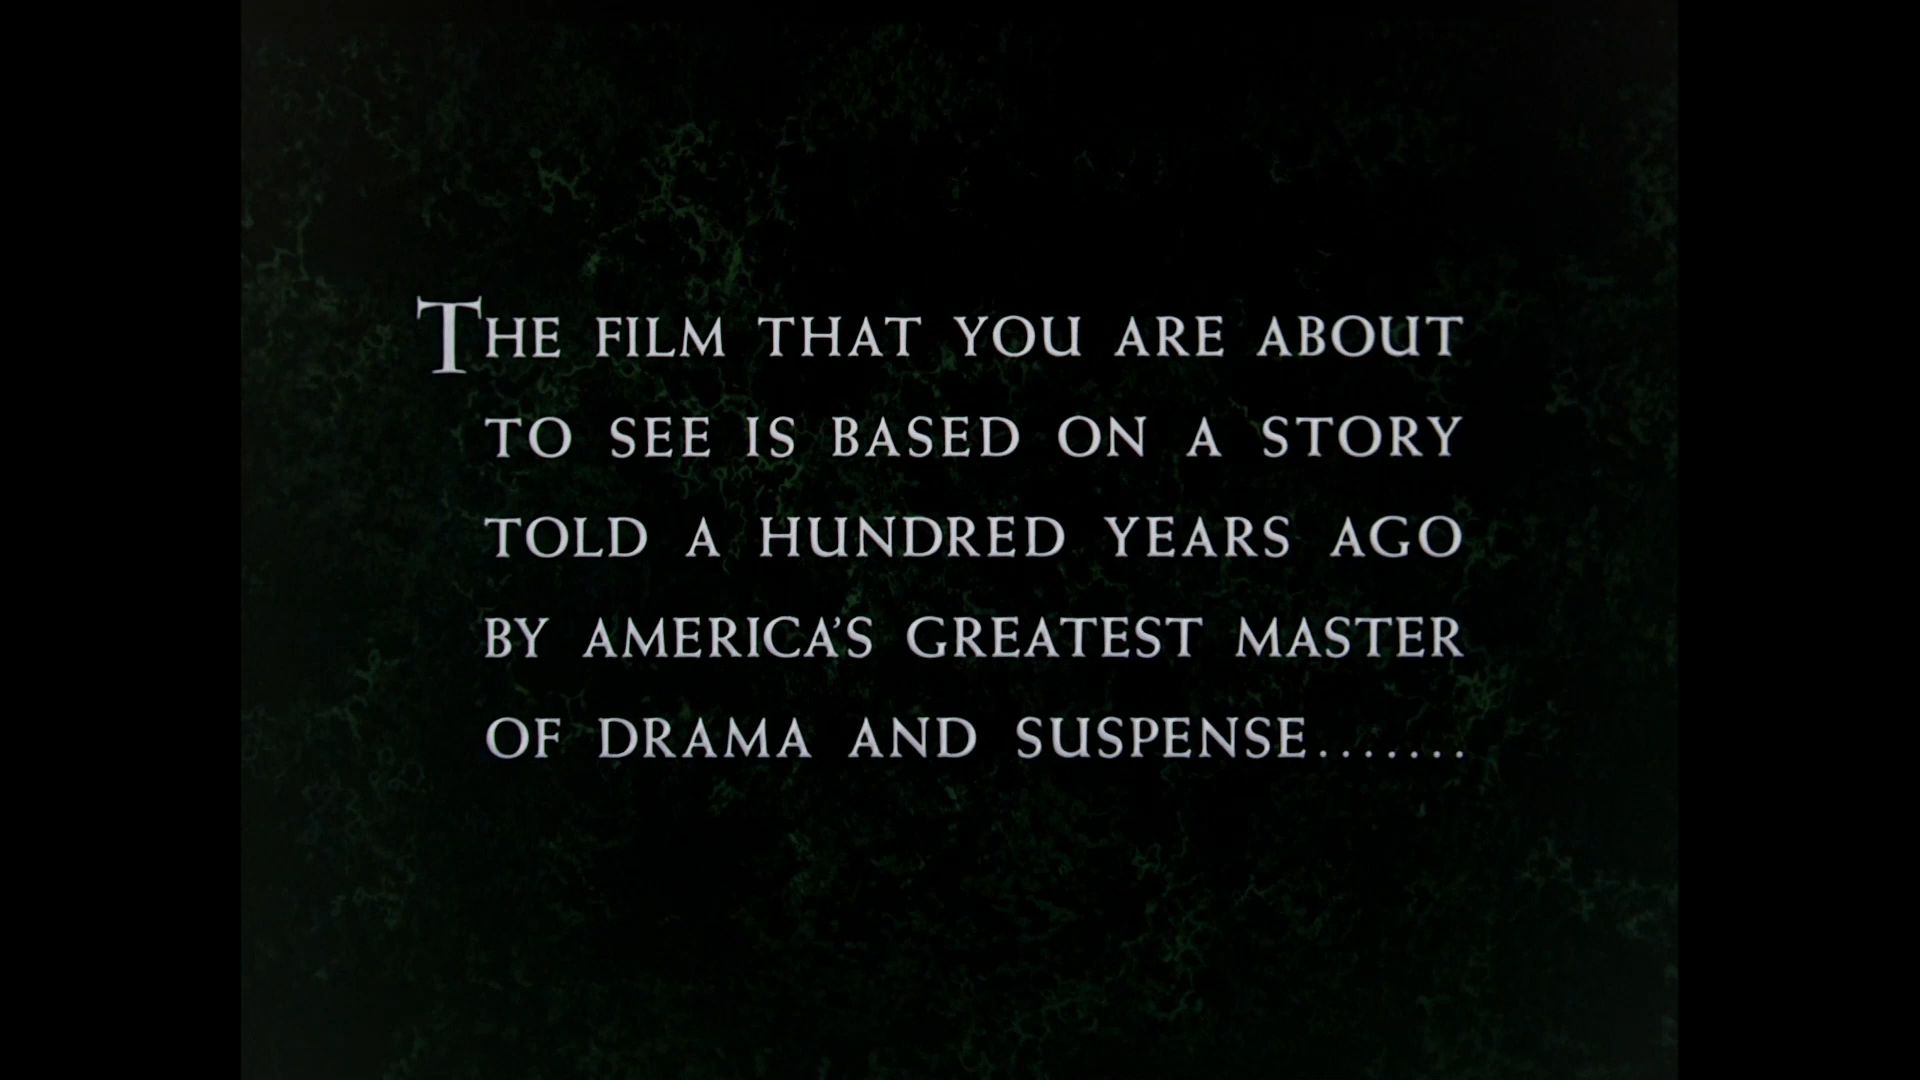 THE FILM THAT YOU ARE ABOUT
TO SEE IS BASED ON A STORY
TOLD A HUNDRED YEARS AGO
BY AMERICA'S GREATEST MASTER
OF DRAMA AND SUSPENSE.......